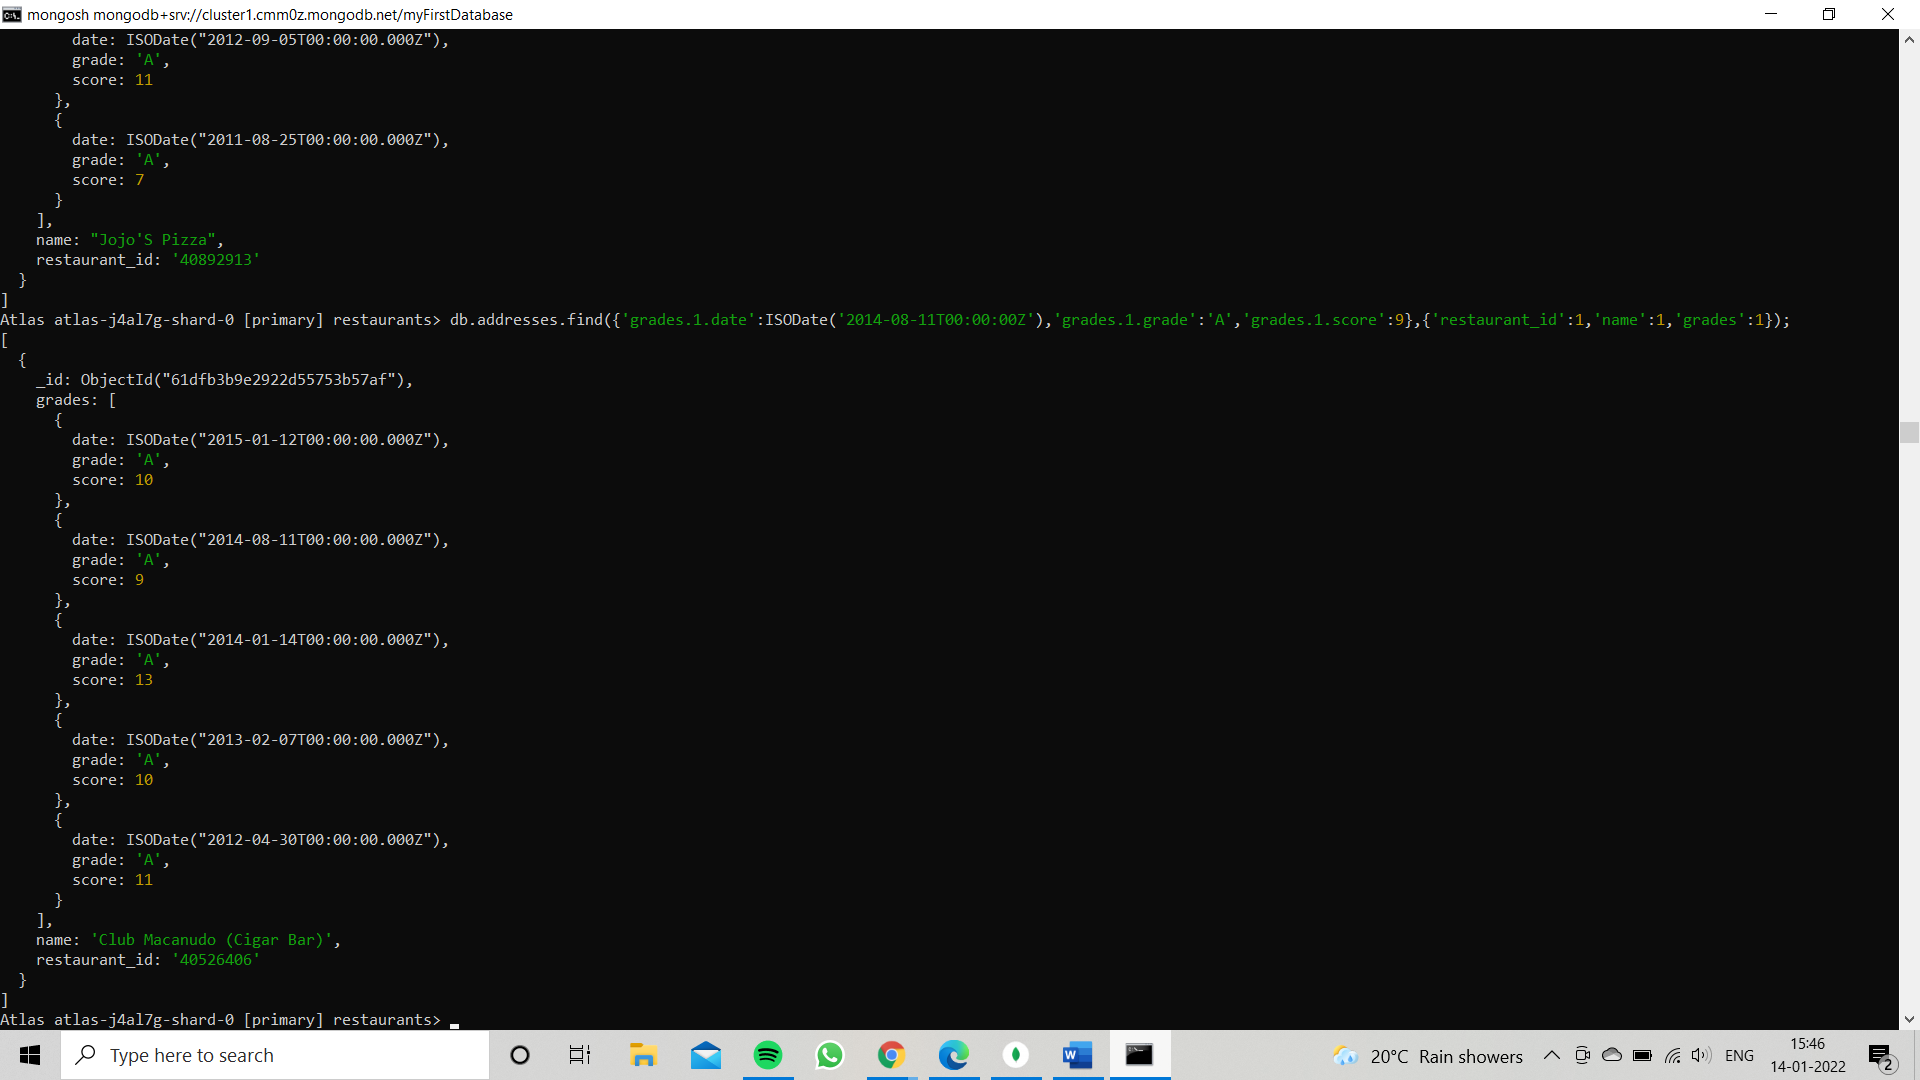 mongosh mongodb+srv://cluster1.cmm0z.mongodb.net/myFirstDatabase
        date: ISODate("2012-09-05T00:00:00.000Z"),
        grade: 'A',
        score: 11
      },
      {
        date: ISODate("2011-08-25T00:00:00.000Z"),
        grade: 'A',
        score: 7
      }
    ],
    name: "Jojo'S Pizza",
    restaurant_id: '40892913'
  }
]
Atlas atlas-j4al7g-shard-0 [primary] restaurants> db.addresses.find({'grades.1.date':ISODate('2014-08-11T00:00:00Z'),'grades.1.grade':'A','grades.1.score':9},{'restaurant_id':1,'name':1,'grades':1});
[
  {
    _id: ObjectId("61dfb3b9e2922d55753b57af"),
    grades: [
      {
        date: ISODate("2015-01-12T00:00:00.000Z"),
        grade: 'A',
        score: 10
      },
      {
        date: ISODate("2014-08-11T00:00:00.000Z"),
        grade: 'A',
        score: 9
      },
      {
        date: ISODate("2014-01-14T00:00:00.000Z"),
        grade: 'A',
        score: 13
      },
      {
        date: ISODate("2013-02-07T00:00:00.000Z"),
        grade: 'A',
        score: 10
      },
      {
        date: ISODate("2012-04-30T00:00:00.000Z"),
        grade: 'A',
        score: 11
      }
    ],
    name: 'Club Macanudo (Cigar Bar)',
    restaurant_id: '40526406'
  }
]
Atlas atlas-j4al7g-shard-0 [primary] restaurants>
Type here to search
W
20°C Rain showers
ENG
15:46
14-01-2022
2